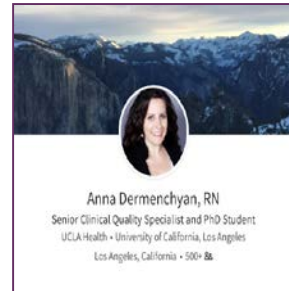 Anna Dermenchyan, RN
Senior Clinical Quality Specialist and PhD Student
UCLA Health • University of California, Los Angeles
Los Angeles, California • 500+